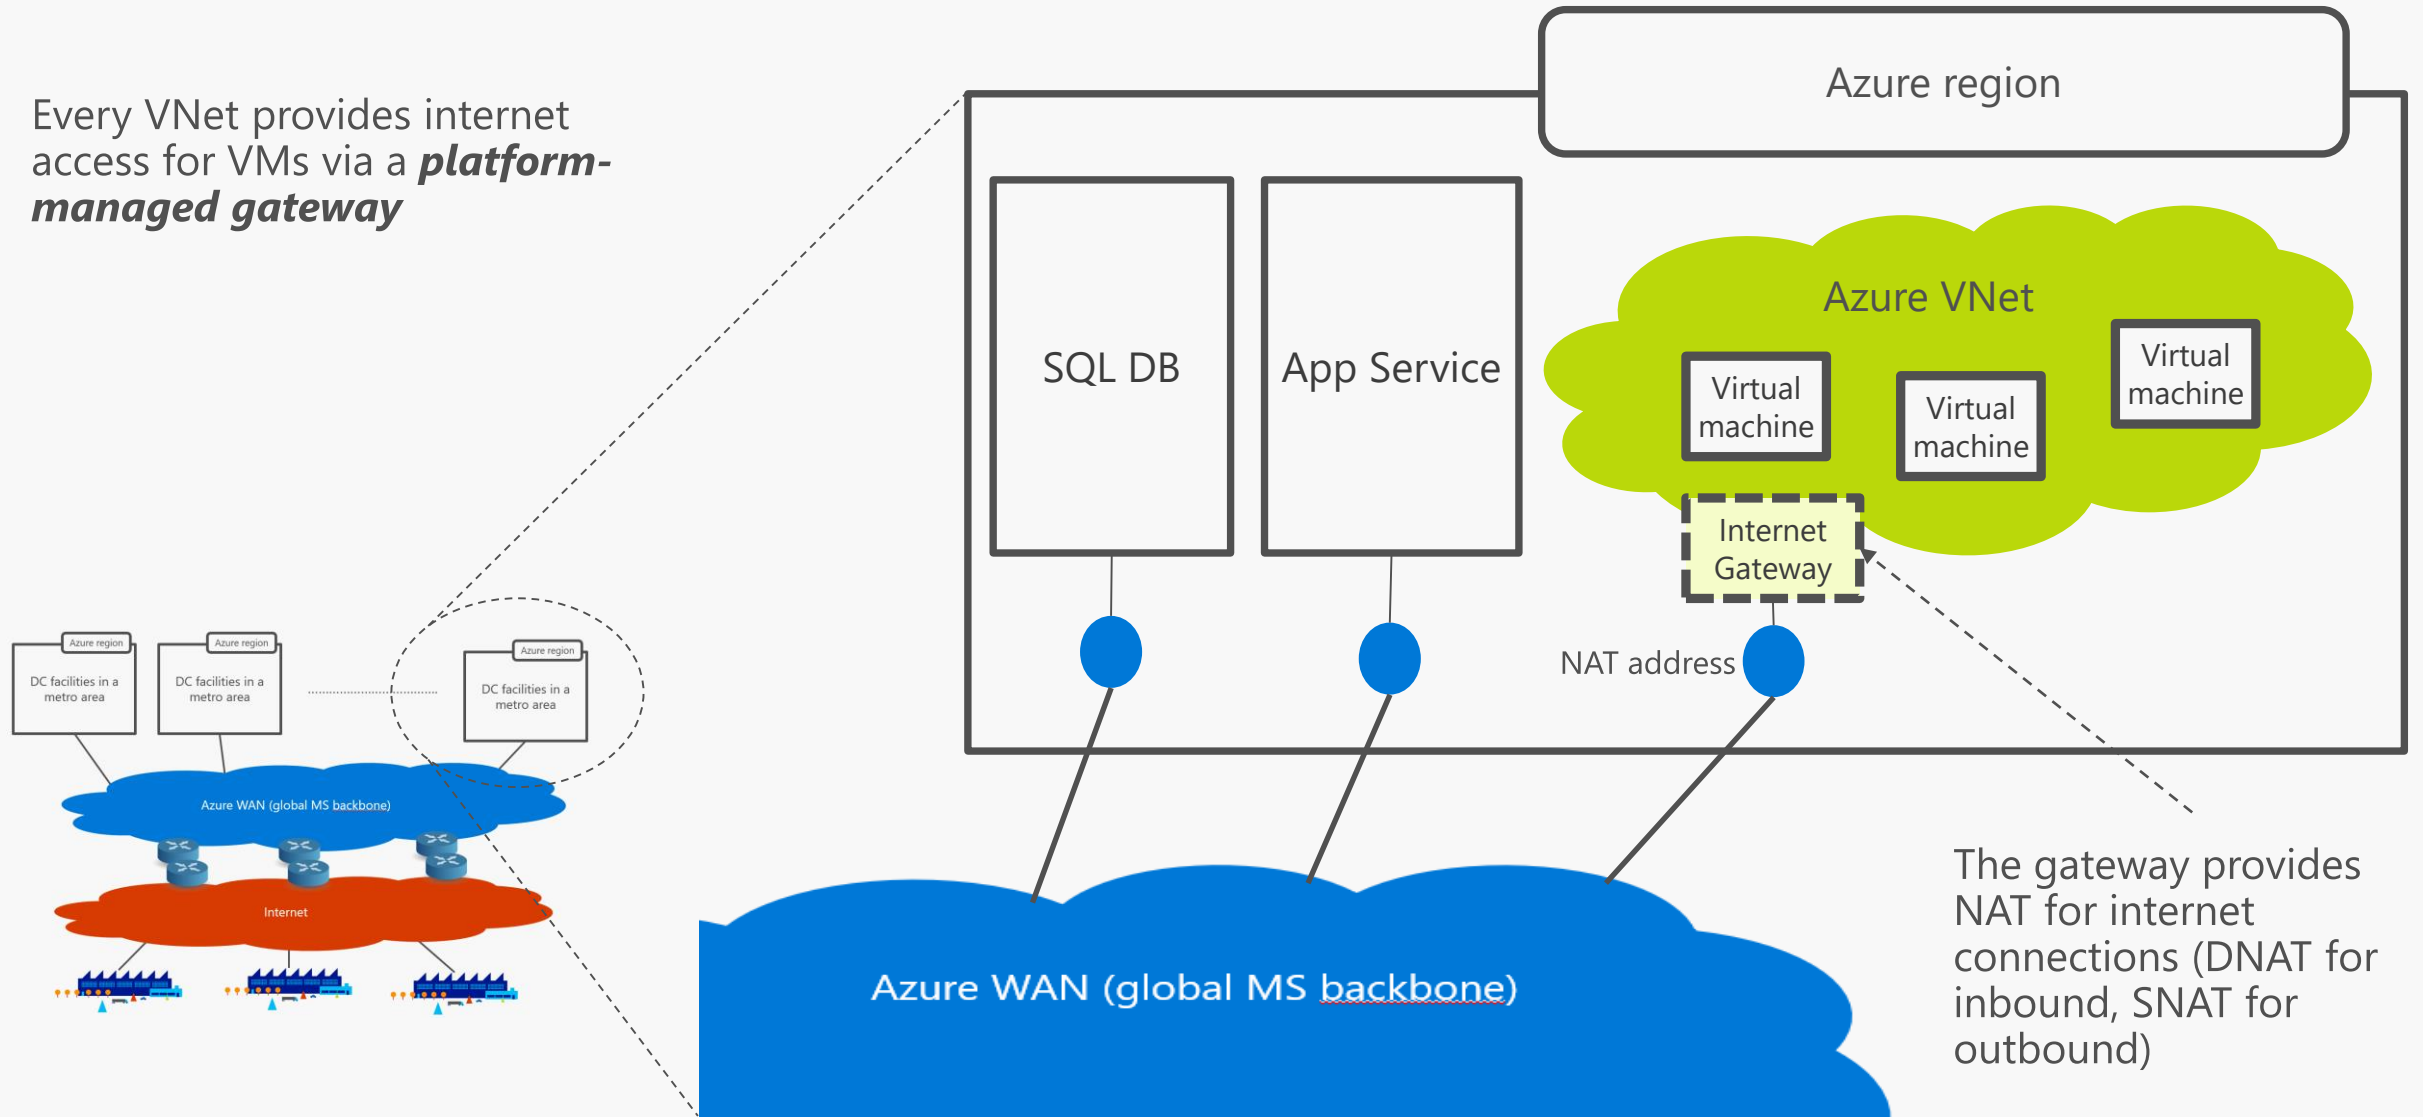 Every VNet provides internet
access for VMs via a platform-
managed gateway
Azure region
SQL DB
App Service
Azure VNet
Virtual
machine
Virtual
machine
Virtual
machine
Internet
Gateway
NAT address
Azure region
DC facilities in a
metro area
Azure region
DC facilities in a
metro area
Azure region
DC facilities in a
metro area
Azure WAN (global MS backbone)
Internet
Azure WAN (global MS backbone)
The gateway provides
NAT for internet
connections (DNAT for
inbound, SNAT for
outbound)